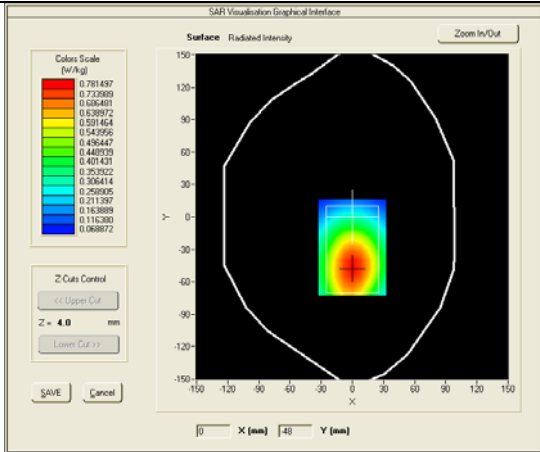 SAR Visualisation Graphical Interface
Surface Radiated Intensity
Zoom In/Out
Colors Scale
(W/kg)
0.781497
0.733989
0.686481
0.638972
0.591464
0.543956
0.496447
0.448939
0.401431
0.353922
0.306414
0.258905
0.211397
0.163889
0.116380
0.068872
Z Cuts Control
<< Upper Cut
Z = 4.0 mm
Lower Cut >>
SAVE Cancel
150-
120-
90-
60-
30-
0-
-30-
-60-
-90-
-120-
-150-
Y
-150 -120 -90 -60 -30 0 30 60 90 120 150
X
0 X (mm) -48 Y (mm)